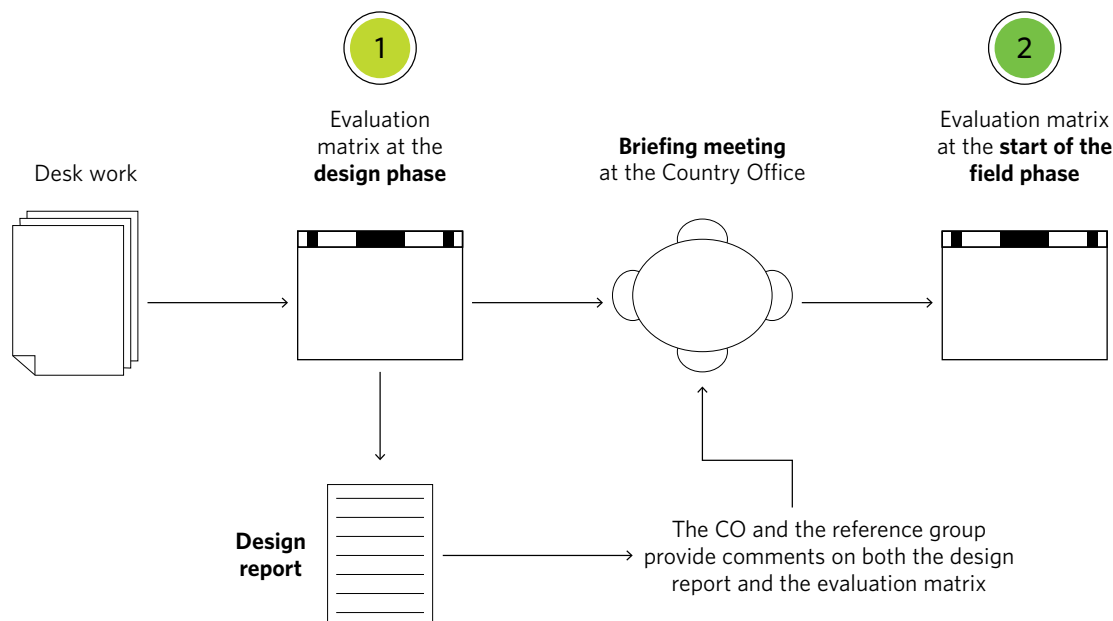 1
2
Evaluation
matrix at the
design phase
Desk work
Briefing meeting
at the Country Office
Evaluation matrix
at the start of the
field phase
Design
report
The CO and the reference group
provide comments on both the design
report and the evaluation matrix